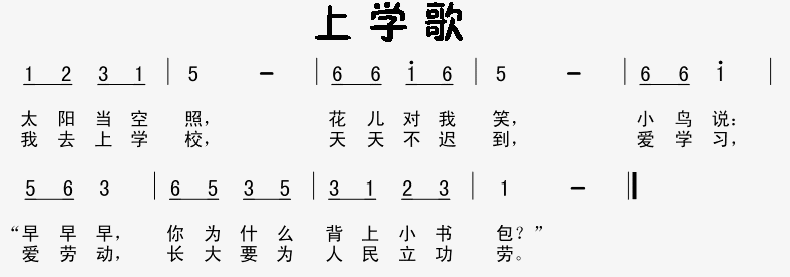 上学歌
1 2 3 1 | 5 － | 6 6 i 6 | 5 － | 6 6 i |
太阳当空 照， 花儿对我 笑， 小鸟说：
我去上学 校， 天天不迟 到， 爱学习，
5 6 3 | 6 5 3 5 | 3 1 2 3 | 1 － ‖
“早早早， 你为什么 背上小书 包？”
爱劳动， 长大要为 人民立功 劳。